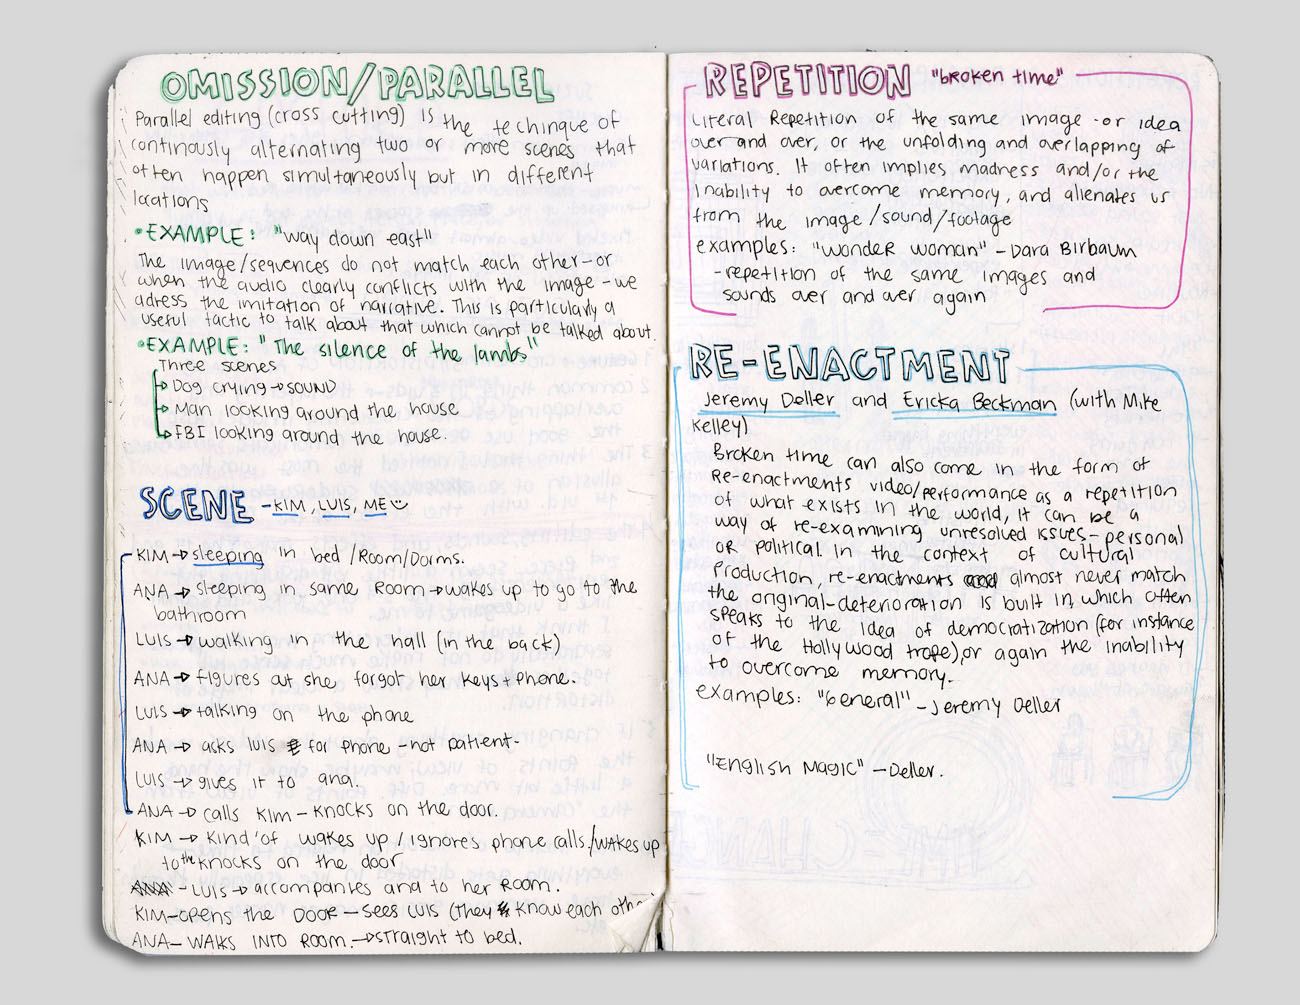 OMISSION/PARALLEL
Parallel editing (cross cutting) is the techinque of
continously alternating two or more scenes that
often happen simultaneously but in different
locations
• EXAMPLE: "way down east"
The image/sequences do not match each other-or
when the audio clearly conflicts with the image-we
adress the imitation of narrative. This is particularly a
useful tactic to talk about that which cannot be talked about.
• EXAMPLE: "The silence of the lambs"
Three scenes
→ Dog crying → SOUND
→ Man looking around the house
→ FBI looking around the house.
SCENE - KIM, LUIS, ME
KIM → sleeping in bed /Room/Dorms.
ANA → sleeping in same Room → wakes up to go to the
bathroom
LUIS → walking in the hall (in the back)
ANA → figures out she forgot her keys + phone.
LUIS → talking on the phone
ANA → asks luis for phone - not patient -
LUIS → gives it to ana.
ANA → calls KIM - knocks on the door.
KIM → kind 'of wakes up / ignores phone calls./wakes up
to the knocks on the door
- LUIS → accompanies and to her Room.
KIM-opens the DOOR - sees LUIS (they know each othe
ANA- WALKS INTO ROOM. → straight to bed.
REPETITION "broken time"
Literal Repetition of the same image -or idea
over and over, or the unfolding and overlapping of
variations. It often implies madness and/or the
inability to overcome memory, and alienates us
from the image/sound/footage
examples: "wonder woman" - Dara Birbaum
- repetition of the same images and
sounds over and over again
RE-ENACTMENT
Jeremy Deller and Ericka Beckman (with Mike
Kelley)
Broken time can also come in the form of
Re-enactments video/performance as a repetition
of what exists in the world, it can be a
way of re-examining unresolved issues-personal
or political. in the context of cultural
production, re-enactments almost never match
the original-deterioration is built in, which often
speaks to the idea of democratization (for instance
of the Hollywood trope), or again the inability
to overcome memory.
examples: "beneral" - Jeremy Deller
"English Magic" - Deller.